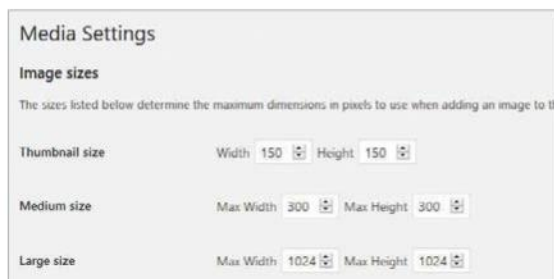 Media Settings
Image sizes
The sizes listed below determine the maximum dimensions in pixels to use when adding an image to
Thumbnail size Width 150 Height 150
Medium size Max Width 300 Max Height 300
Large size Max Width 1024 Max Height 1024